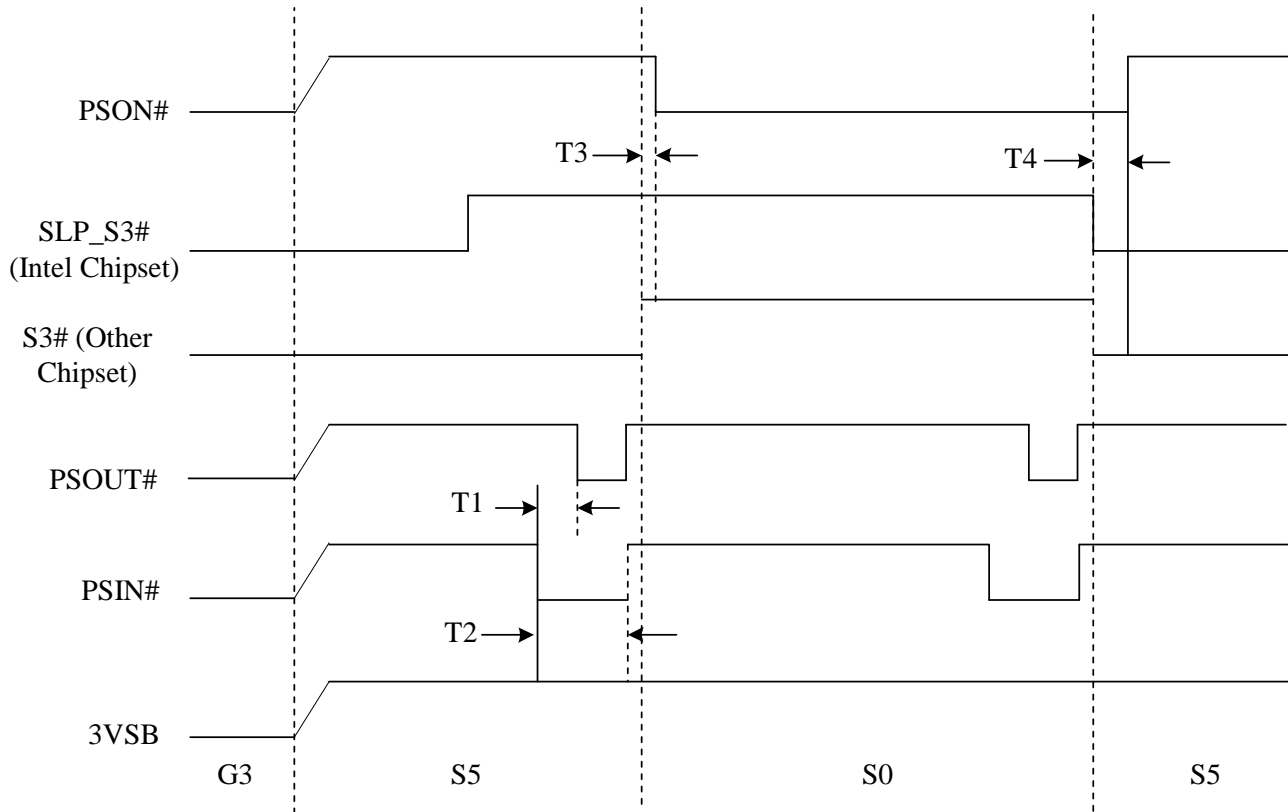 PSON#
T3
T4
SLP_S3#
(Intel Chipset)
S3# (Other
Chipset)
PSOUT#
T1
PSIN#
T2
3VSB
G3
S5
S0
S5